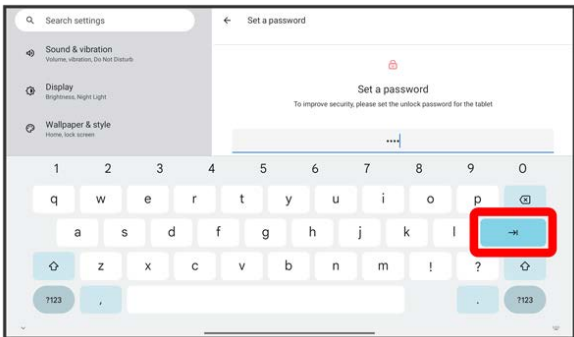 Search settings
← Set a password
Sound & vibration
Volume, vibration, Do Not Disturb
Display
Brightness, Night Light
Wallpaper & style
Home, lock screen
Set a password
To improve security, please set the unlock password for the tablet
••••
1 2 3 4 5 6 7 8 9 0
q w e r t y u i o p
a s d f g h j k l
z x c v b n m ! ?
?123 , . ?123